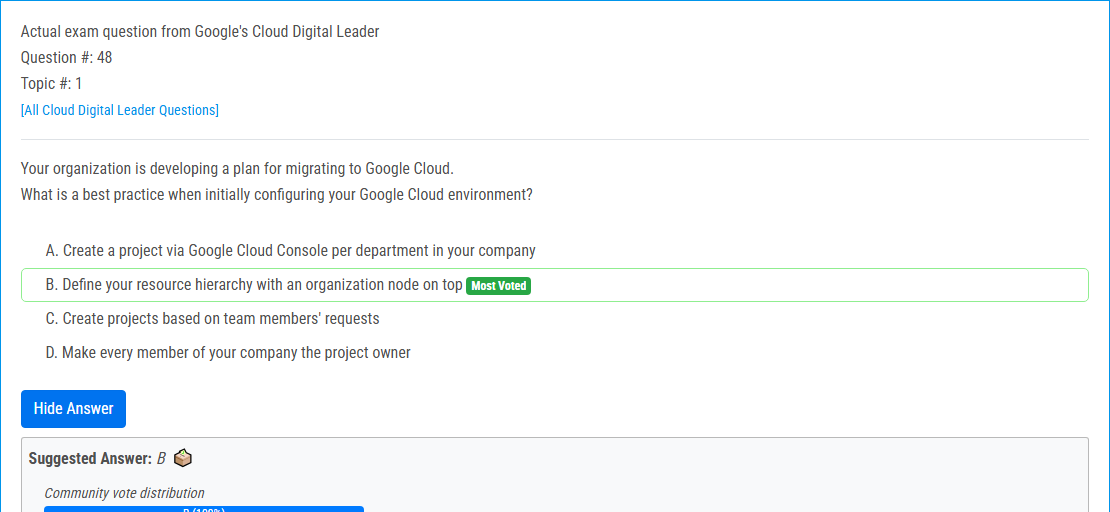 Actual exam question from Google's Cloud Digital Leader
Question #: 48
Topic #: 1
[All Cloud Digital Leader Questions]
Your organization is developing a plan for migrating to Google Cloud.
What is a best practice when initially configuring your Google Cloud environment?
A. Create a project via Google Cloud Console per department in your company
B. Define your resource hierarchy with an organization node on top Most Voted
C. Create projects based on team members' requests
D. Make every member of your company the project owner
Hide Answer
Suggested Answer: B
Community vote distribution
B (100%)